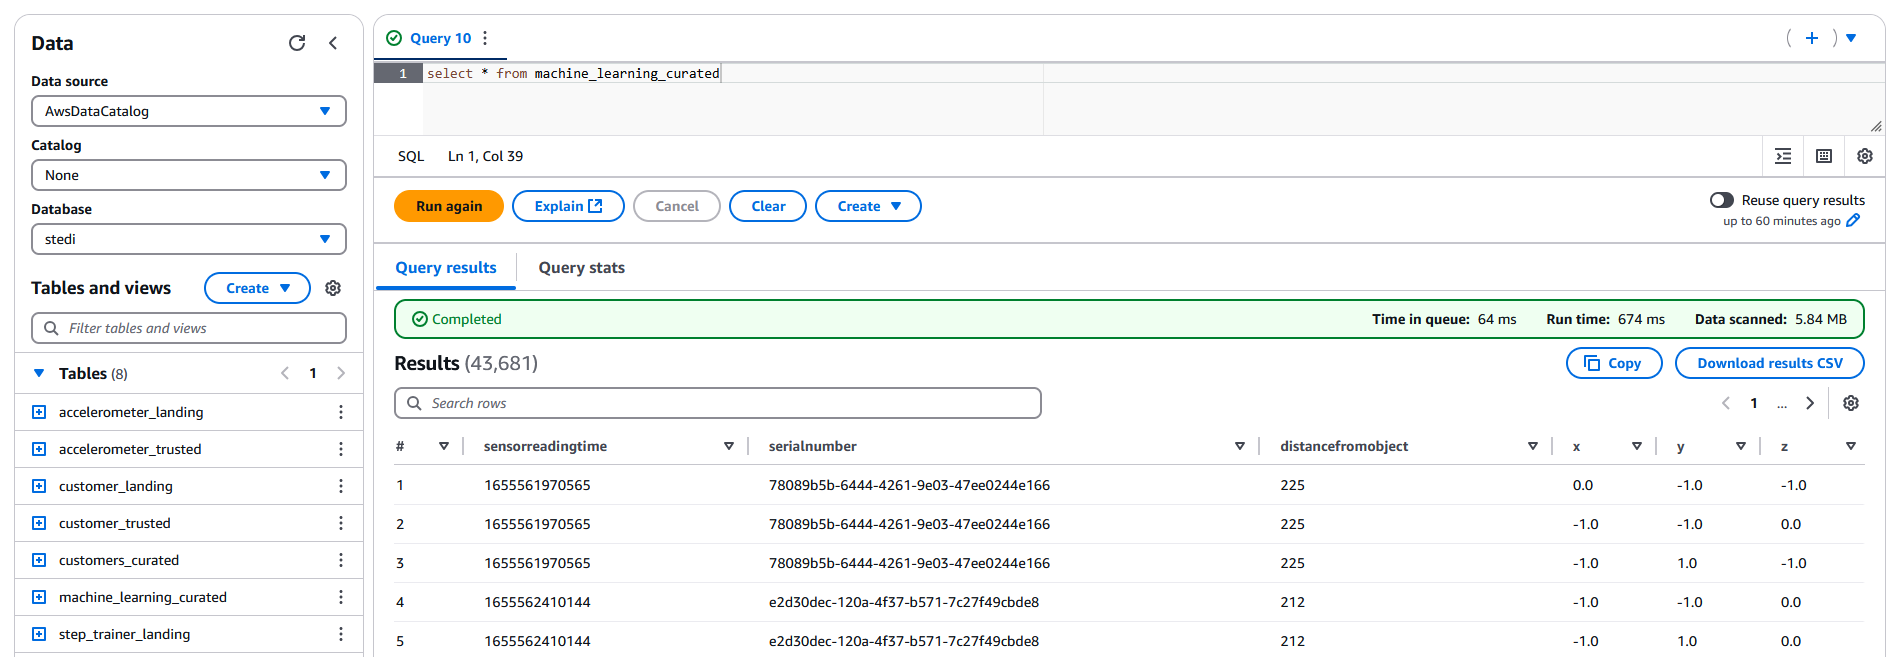 Data
Data source
AwsDataCatalog
Catalog
None
Database
stedi
Tables and views
Create
Filter tables and views
Tables (8)
1
accelerometer_landing
accelerometer_trusted
customer_landing
customer_trusted
customers_curated
machine_learning_curated
step_trainer_landing
Query 10
1 select * from machine_learning_curated
SQL Ln 1, Col 39
Run again Explain Cancel Clear Create
Reuse query results
up to 60 minutes ago
Query results Query stats
Completed Time in queue: 64 ms Run time: 674 ms Data scanned: 5.84 MB
Results (43,681) Copy Download results CSV
Search rows
1 ...
# sensorreadingtime serialnumber distancefromobject x y z
1 1655561970565 78089b5b-6444-4261-9e03-47ee0244e166 225 0.0 -1.0 -1.0
2 1655561970565 78089b5b-6444-4261-9e03-47ee0244e166 225 -1.0 -1.0 0.0
3 1655561970565 78089b5b-6444-4261-9e03-47ee0244e166 225 -1.0 1.0 -1.0
4 1655562410144 e2d30dec-120a-4f37-b571-7c27f49cbde8 212 -1.0 -1.0 0.0
5 1655562410144 e2d30dec-120a-4f37-b571-7c27f49cbde8 212 -1.0 1.0 0.0